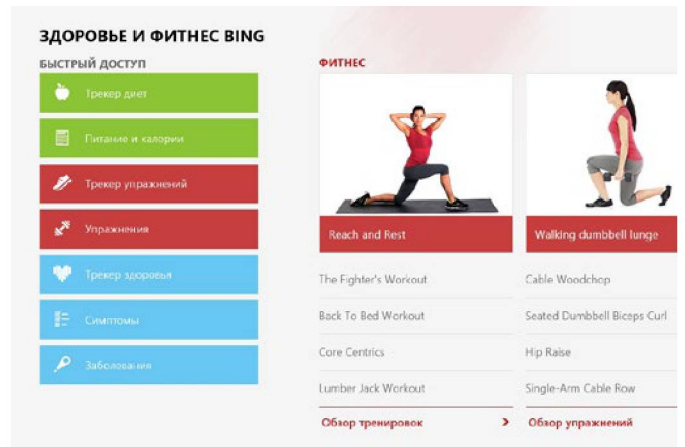 ЗДОРОВЬЕ И ФИТНЕС BING
БЫСТРЫЙ ДОСТУП
Трекер диет
Питание и калории
Трекер упражнений
Упражнения
Трекер здоровья
Симптомы
Заболевания
ФИТНЕС
Reach and Rest
The Fighter's Workout
Back To Bed Workout
Core Centrics
Lumber Jack Workout
Обзор тренировок
Walking dumbbell lunge
Cable Woodchop
Seated Dumbbell Biceps Curl
Hip Raise
Single-Arm Cable Row
Обзор упражнений